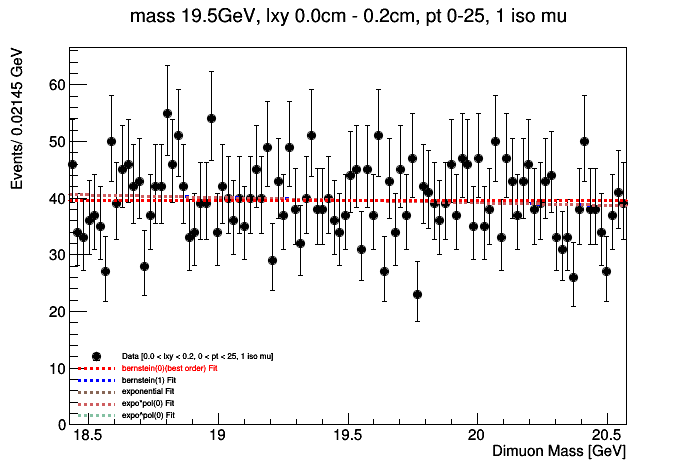 mass 19.5GeV, lxy 0.0cm - 0.2cm, pt 0-25, 1 iso mu
Events/ 0.02145 GeV
60
50
40
30
20
10
0
Data [0.0 < lxy < 0.2, 0 < pt < 25, 1 iso mu]
bernstein(0)(best order) Fit
bernstein(1) Fit
exponential Fit
expo*pol(0) Fit
expo^pol(0) Fit
18.5 19 19.5 20 20.5
Dimuon Mass [GeV]